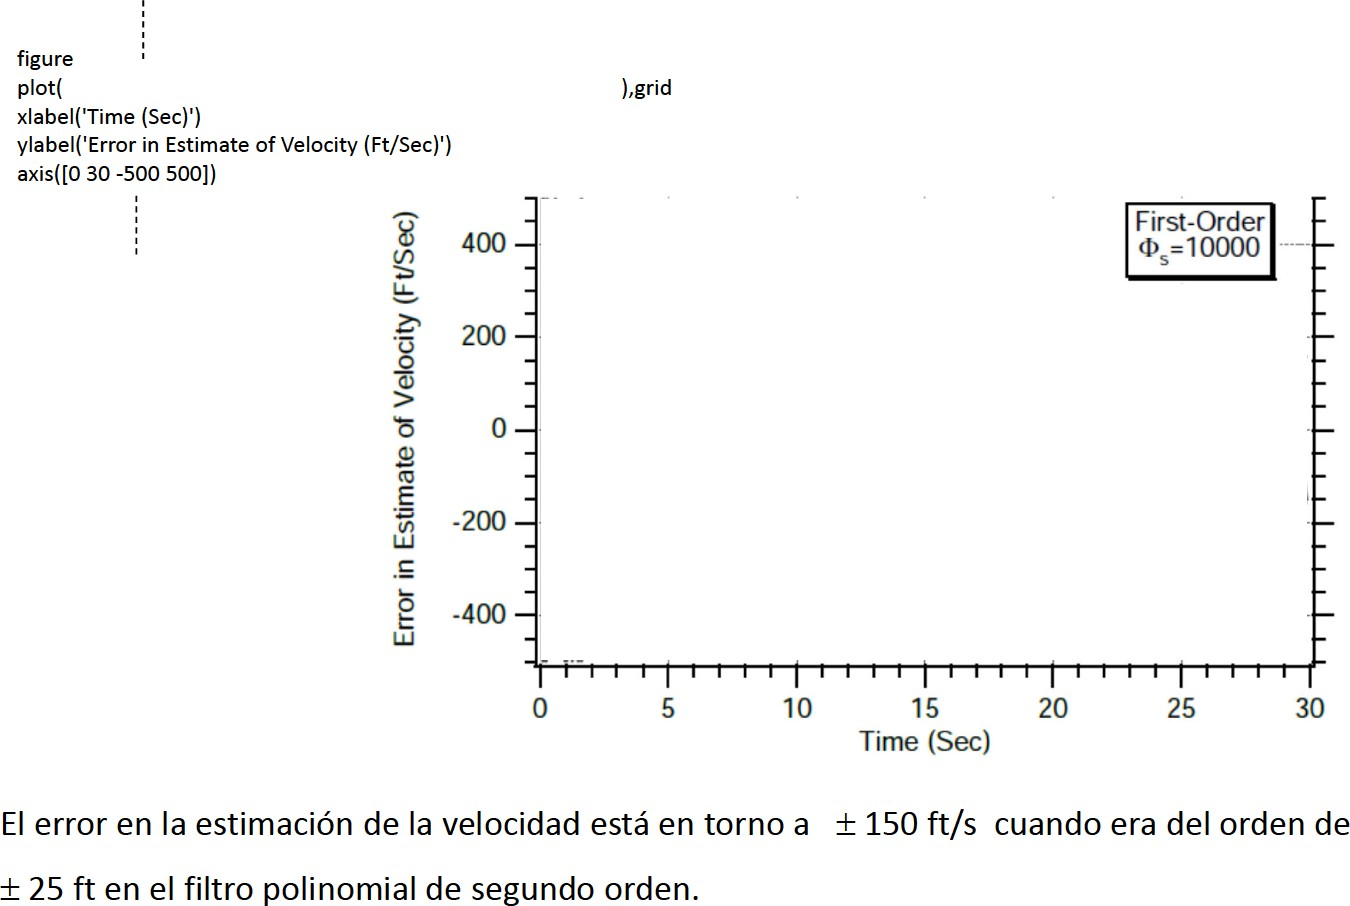 figure
plot( ),grid
xlabel('Time (Sec)')
ylabel('Error in Estimate of Velocity (Ft/Sec)')
axis([0 30 -500 500])
Error in Estimate of Velocity (Ft/Sec)
400
200
0
-200
-400
First-Order
Φs=10000
0 5 10 15 20 25 30
Time (Sec)
El error en la estimación de la velocidad está en torno a ± 150 ft/s cuando era del orden de
± 25 ft en el filtro polinomial de segundo orden.